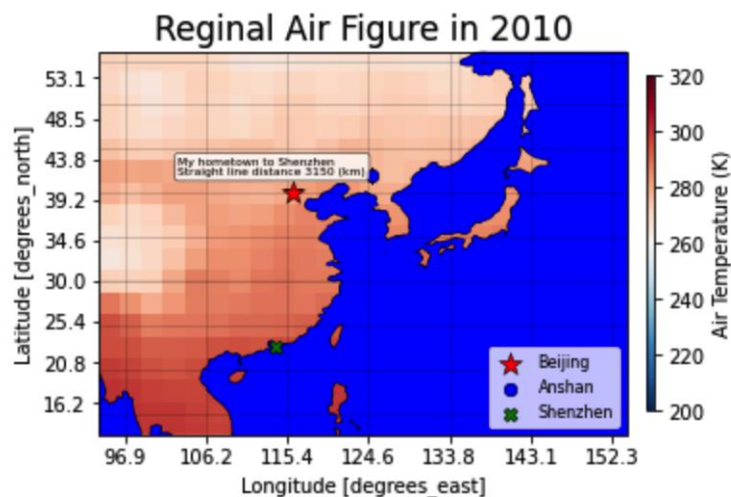 Reginal Air Figure in 2010
53.1
48.5
43.8
39.2
34.6
30.0
25.4
20.8
16.2
Latitude [degrees_north]
My hometown to Shenzhen
Straight line distance 3150 (km)
Beijing
Anshan
Shenzhen
96.9 106.2 115.4 124.6 133.8 143.1 152.3
Longitude [degrees_east]
320
300
280
260
240
220
200
Air Temperature (K)